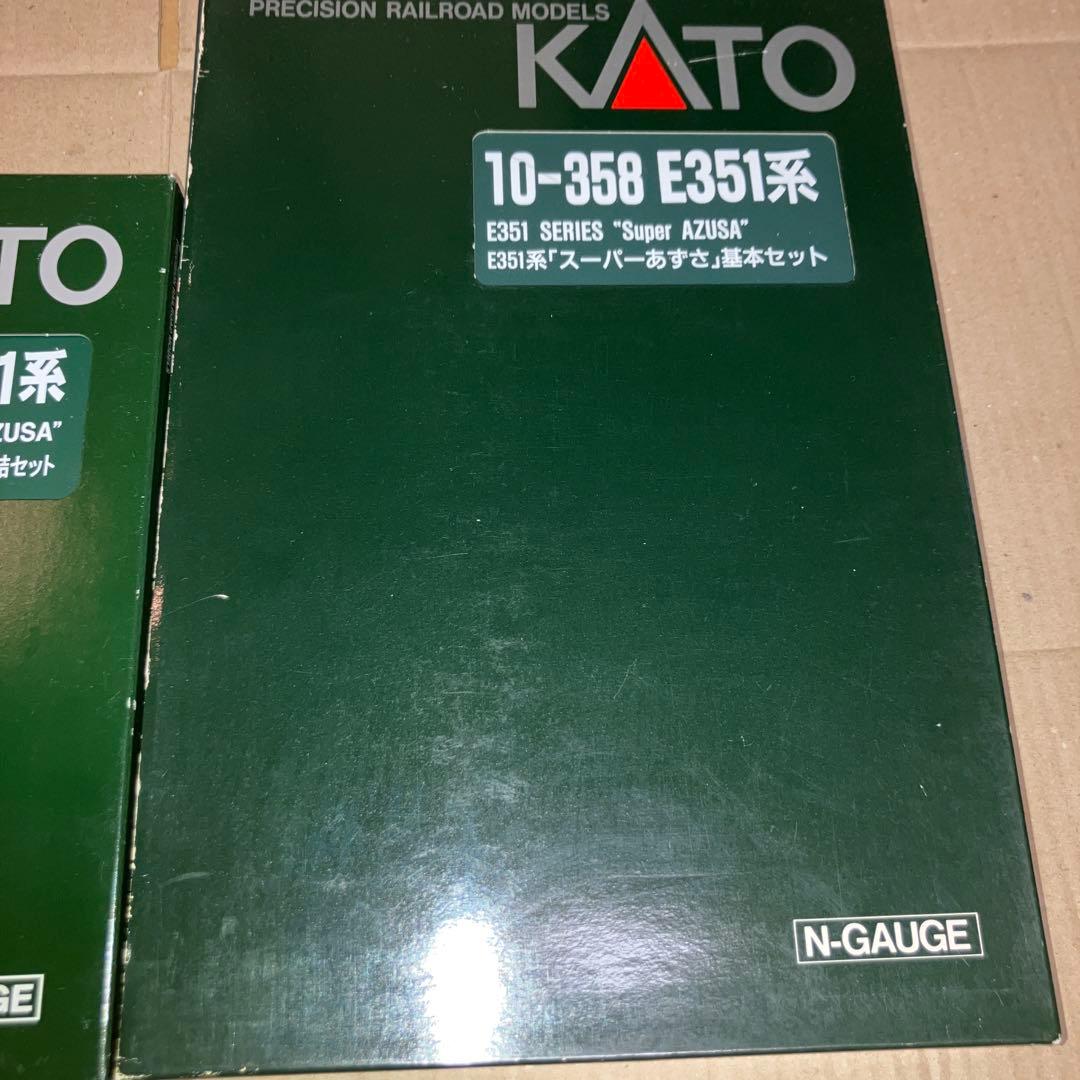 PRECISION RAILROAD MODELS
KATO
10-358 E351系
E351 SERIES "Super AZUSA"
E351系「スーパーあずさ」基本セット
N-GAUGE
TO
1系
ZUSA"
結セット
GE